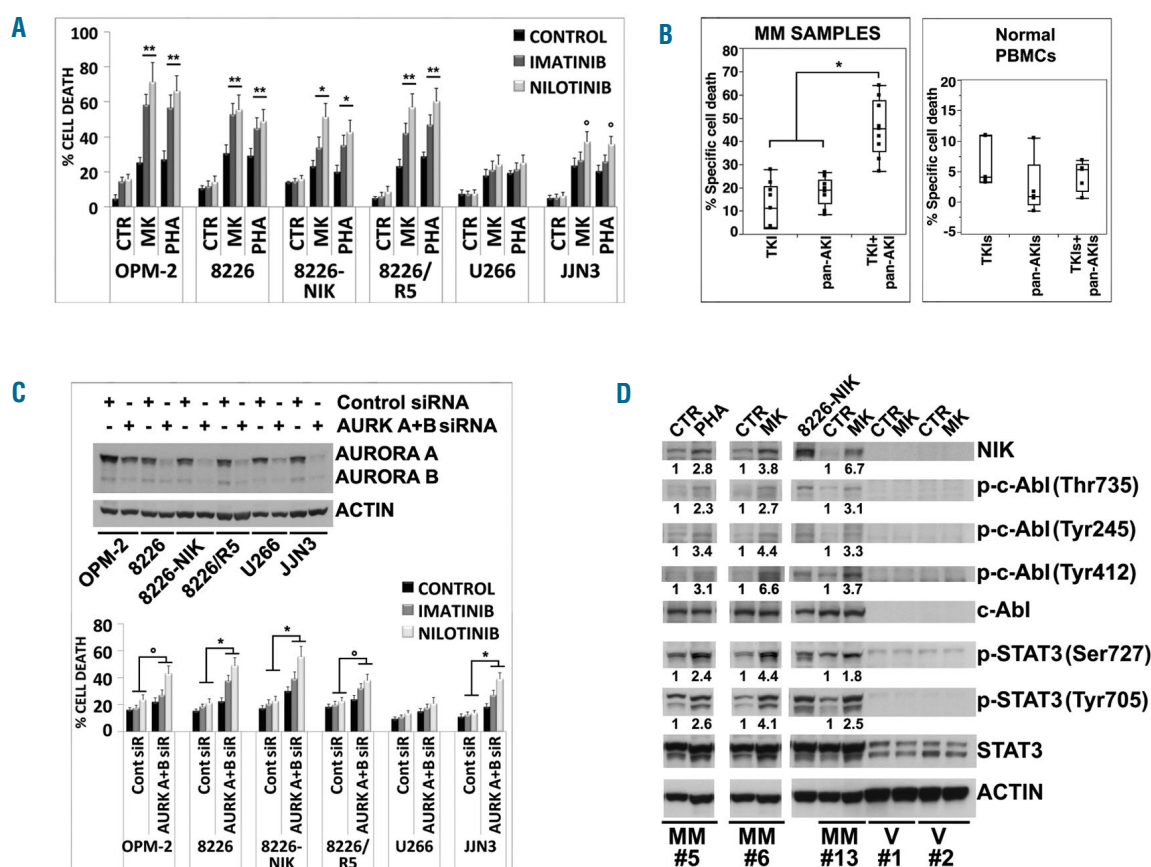 A
% CELL DEATH
100
80
60
40
20
0
CONTROL
IMATINIB
NILOTINIB
** ** ** ** * * ** ** ° °
CTR MK PHA CTR MK PHA CTR MK PHA CTR MK PHA CTR MK PHA CTR MK PHA
OPM-2 8226 8226-NIK 8226/R5 U266 JJN3
B
MM SAMPLES
% Specific cell death
80
70
60
50
40
30
20
10
0
*
TKI pan-AKI TKI+ pan-AKI
Normal
PBMCs
% Specific cell death
20
15
10
5
0
-5
TKIs pan-AKIs TKIs+ pan-AKIs
C
+ - + - + - + - + - + - Control siRNA
- + - + - + - + - + - + AURK A+B siRNA
AURORA A
AURORA B
ACTIN
OPM-2 8226 8226-NIK 8226/R5 U266 JJN3
CONTROL
IMATINIB
NILOTINIB
% CELL DEATH
100
80
60
40
20
0
° * * ° *
Cont siR AURK A+B siR Cont siR AURK A+B siR Cont siR AURK A+B siR Cont siR AURK A+B siR Cont siR AURK A+B siR Cont siR AURK A+B siR
OPM-2 8226 8226-NIK 8226/R5 U266 JJN3
D
CTR PHA CTR MK 8226-NIK CTR MK CTR MK CTR MK
NIK
1 2.8 1 3.8 1 6.7
p-c-Abl(Thr735)
1 2.3 1 2.7 1 3.1
p-c-Abl(Tyr245)
1 3.4 1 4.4 1 3.3
p-c-Abl(Tyr412)
1 3.1 1 6.6 1 3.7
c-Abl
p-STAT3(Ser727)
1 2.4 1 4.4 1 1.8
p-STAT3(Tyr705)
1 2.6 1 4.1 1 2.5
STAT3
ACTIN
MM MM MM V V
#5 #6 #13 #1 #2